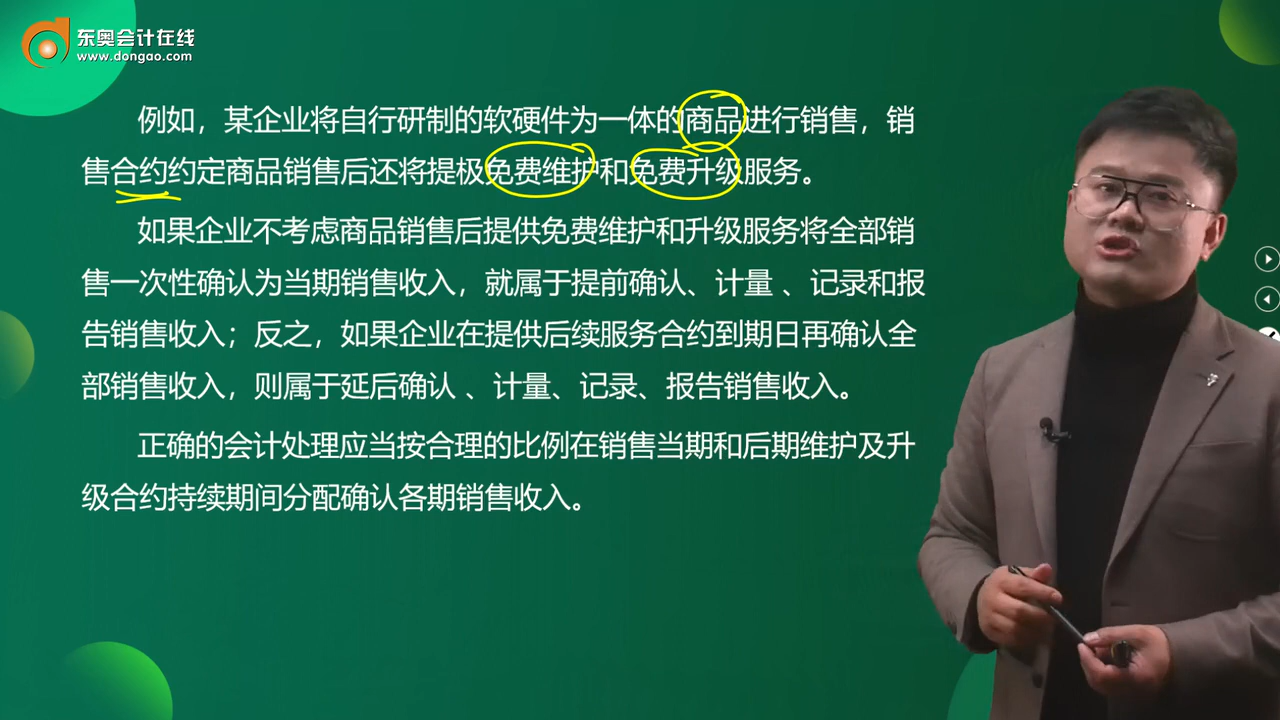 东奥会计在线
www.dongao.com
例如，某企业将自行研制的软硬件为一体的商品进行销售，销
售合约约定商品销售后还将提极免费维护和免费升级服务。
如果企业不考虑商品销售后提供免费维护和升级服务将全部销
售一次性确认为当期销售收入，就属于提前确认、计量 、记录和报
告销售收入；反之，如果企业在提供后续服务合约到期日再确认全
部销售收入，则属于延后确认 、计量、记录、报告销售收入。
正确的会计处理应当按合理的比例在销售当期和后期维护及升
级合约持续期间分配确认各期销售收入。